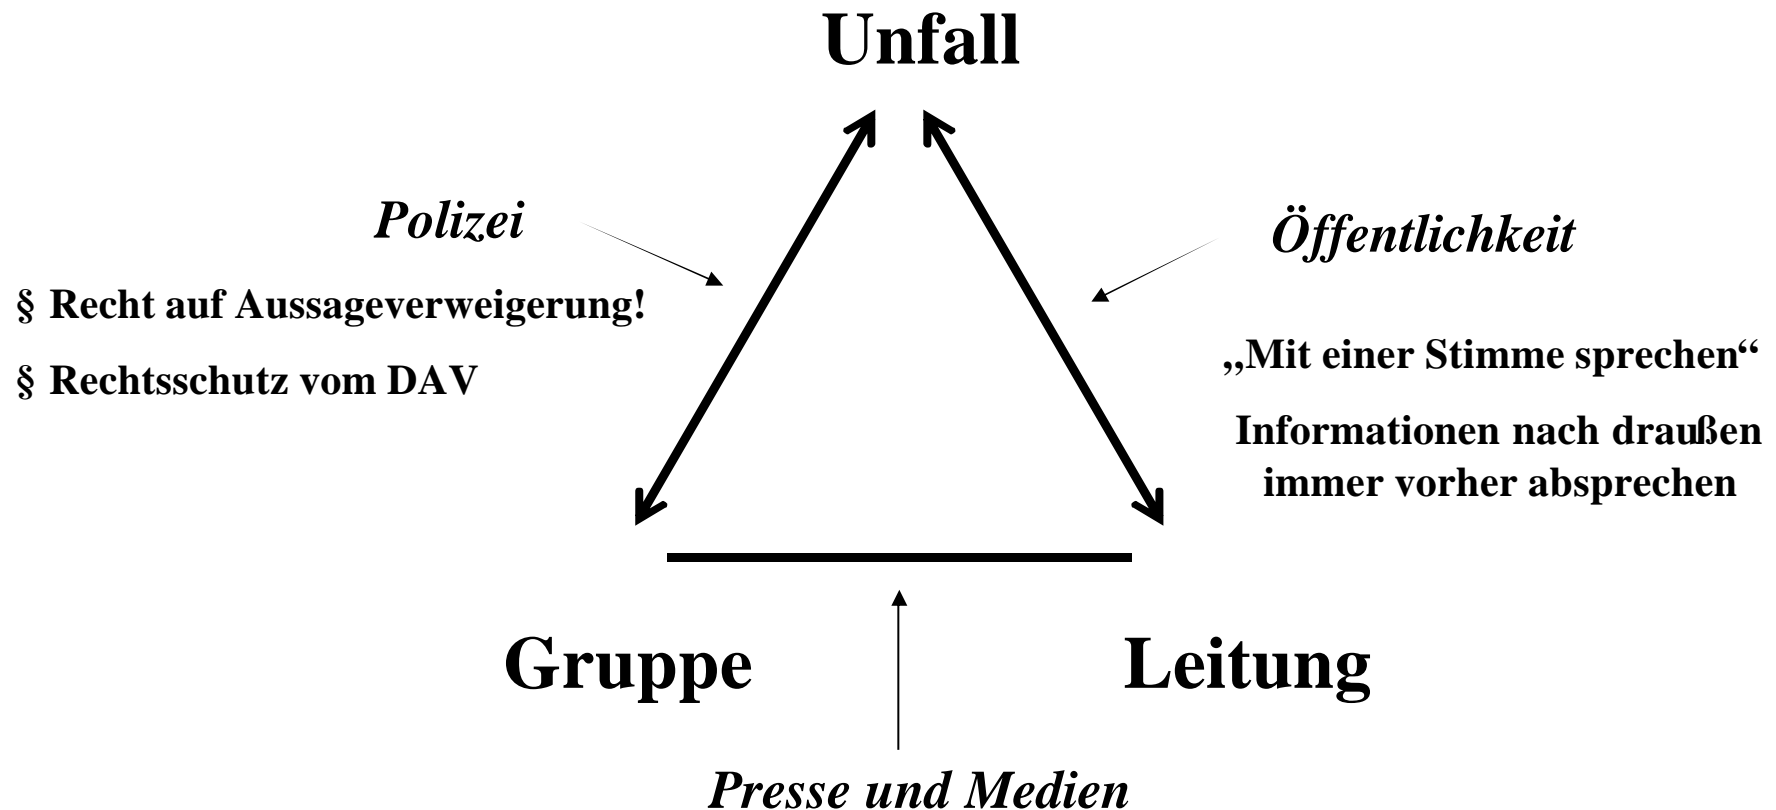 Unfall
Polizei
§ Recht auf Aussageverweigerung!
§ Rechtsschutz vom DAV
Öffentlichkeit
„Mit einer Stimme sprechen“
Informationen nach draußen
immer vorher absprechen
Gruppe
Leitung
Presse und Medien